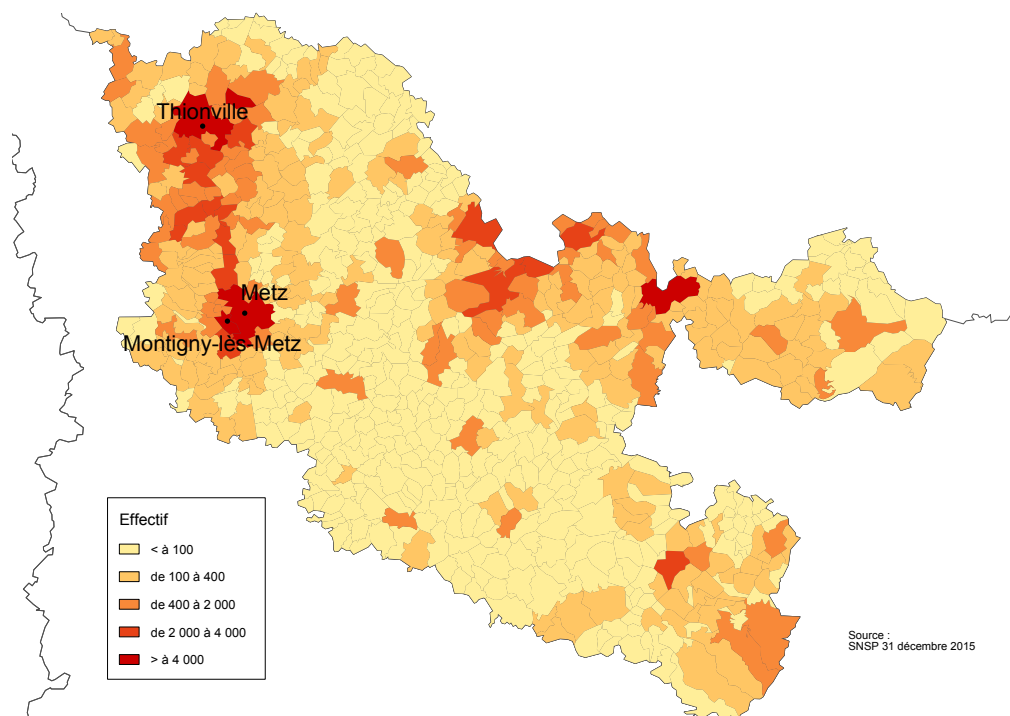 Thionville
Metz
Montigny-lès-Metz
Effectif
< à 100
de 100 à 400
de 400 à 2 000
de 2 000 à 4 000
> à 4 000
Source :
SNSP 31 décembre 2015